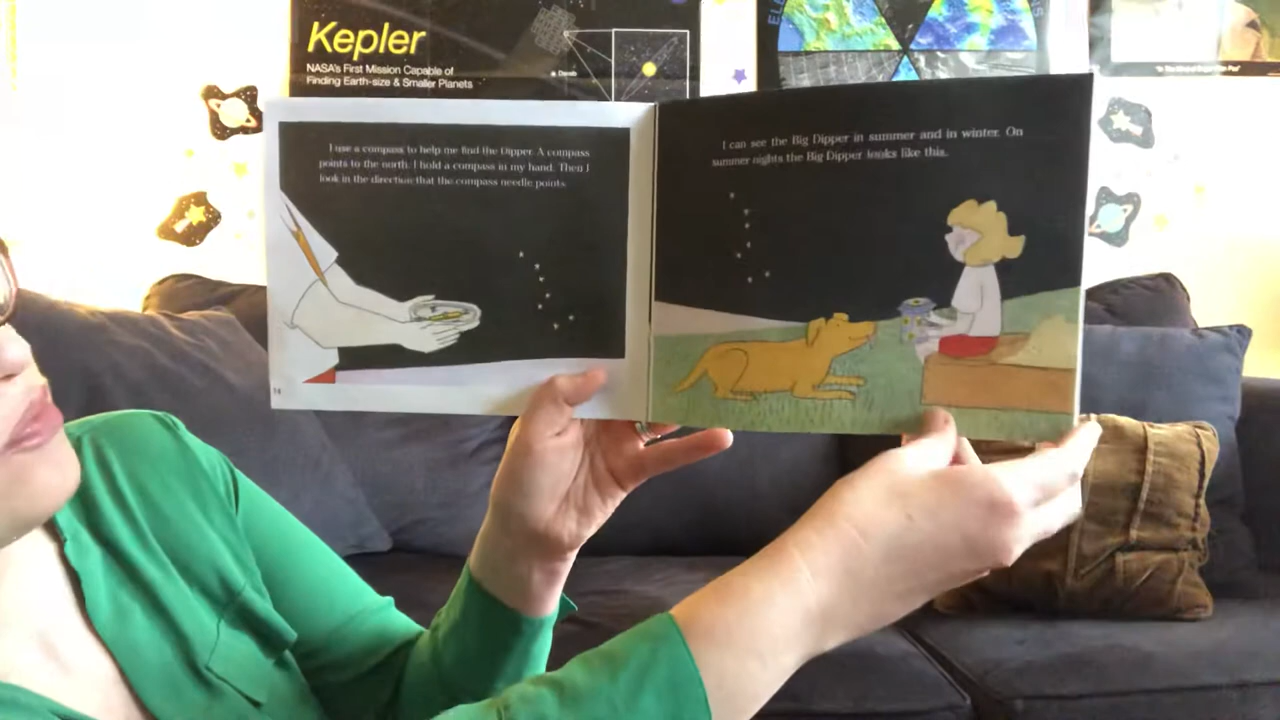 Kepler
NASA's First Mission Capable of
Finding Earth-size & Smaller Planets
Deneb
I use a compass to help me find the Dipper. A compass
points to the north. I hold a compass in my hand. Then I
look in the direction that the compass needle points.
I can see the Big Dipper in summer and in winter. On
summer nights the Big Dipper looks like this.